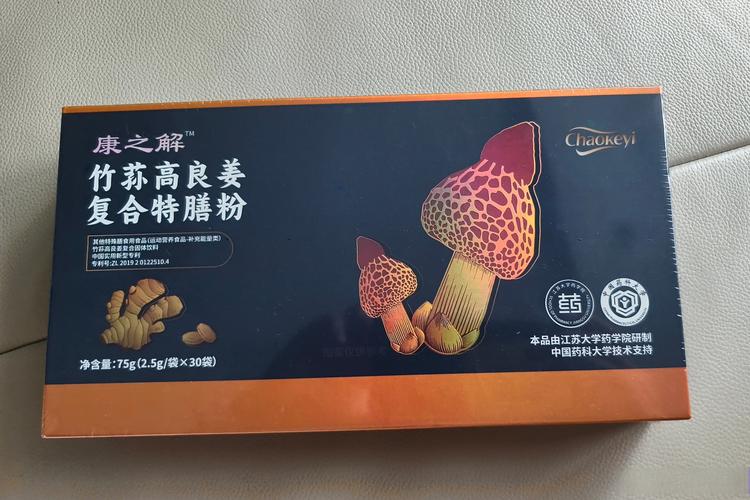 康之解™
竹荪高良姜
复合特膳粉
其他特殊膳食用食品(运动营养食品-补充能量类)
竹荪高良姜复合固体饮料
中国实用新型专利
专利号:ZL 2019 2 0122510.4
净含量:75g(2.5g/袋×30袋)
Chaokeyi
本品由江苏大学药学院研制
中国药科大学技术支持